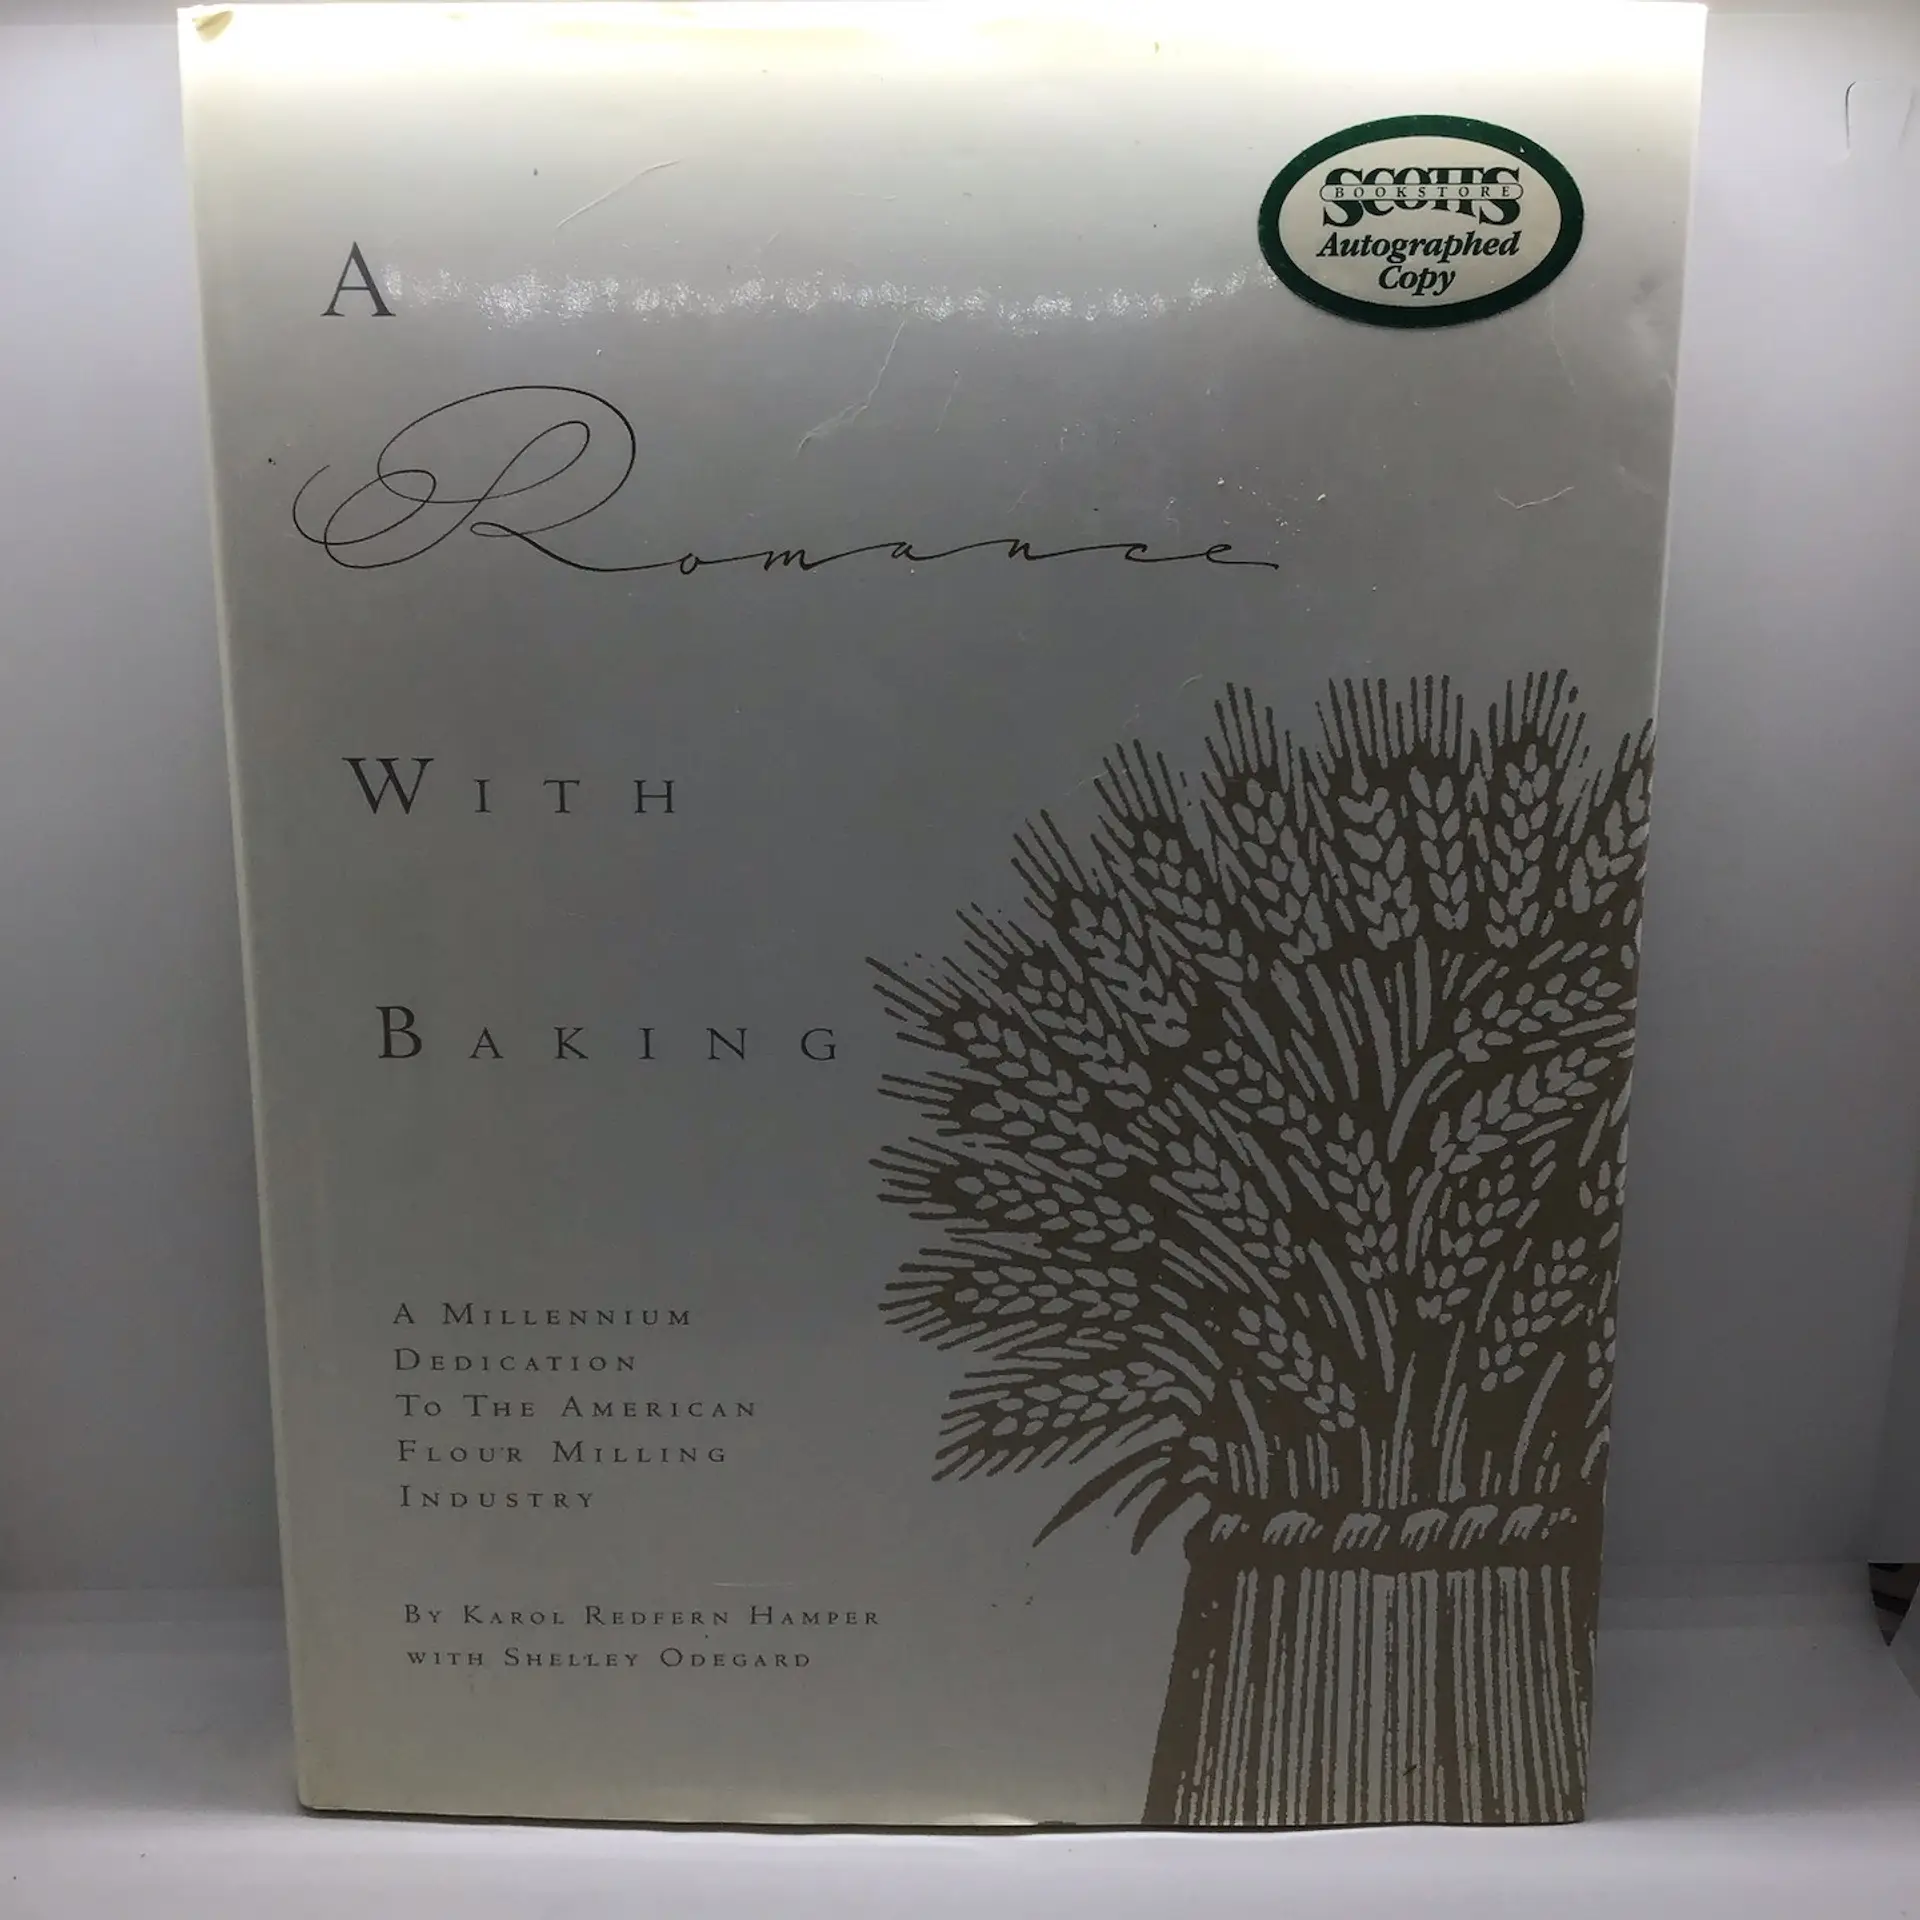 SCOTTS
BOOKSTORE
Autographed
Copy
A
Romance
WITH
BAKING
A MILLENNIUM
DEDICATION
TO THE AMERICAN
FLOUR MILLING
INDUSTRY
BY KAROL REDFERN HAMPER
WITH SHELLEY ODEGARD